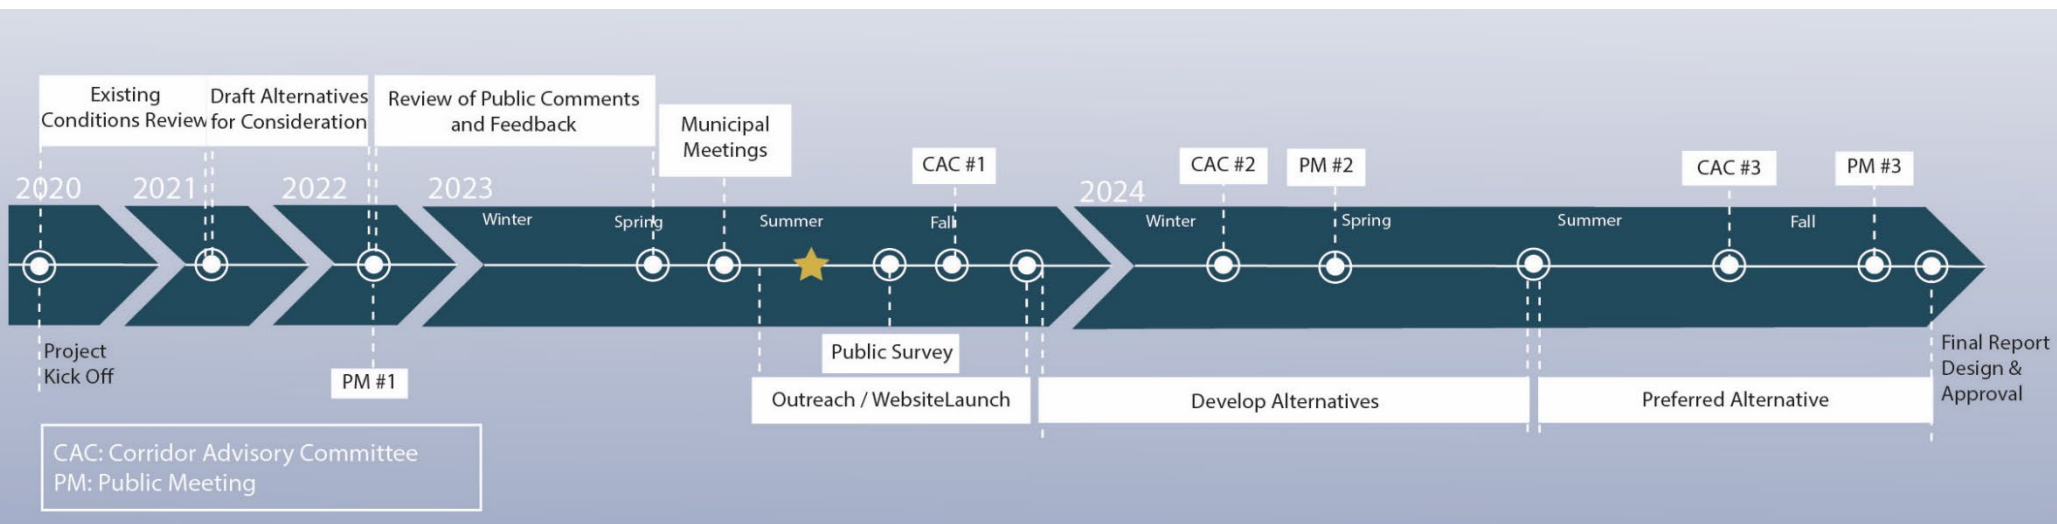 Existing
Conditions Review
Draft Alternatives
for Consideration
Review of Public Comments
and Feedback
Municipal
Meetings
CAC #1
CAC #2
PM #2
CAC #3
PM #3
2020
2021
2022
2023
2024
Winter
Spring
Summer
Fall
Winter
Spring
Summer
Fall
Project
Kick Off
PM #1
Public Survey
Outreach / WebsiteLaunch
Develop Alternatives
Preferred Alternative
Final Report
Design &
Approval
CAC: Corridor Advisory Committee
PM: Public Meeting